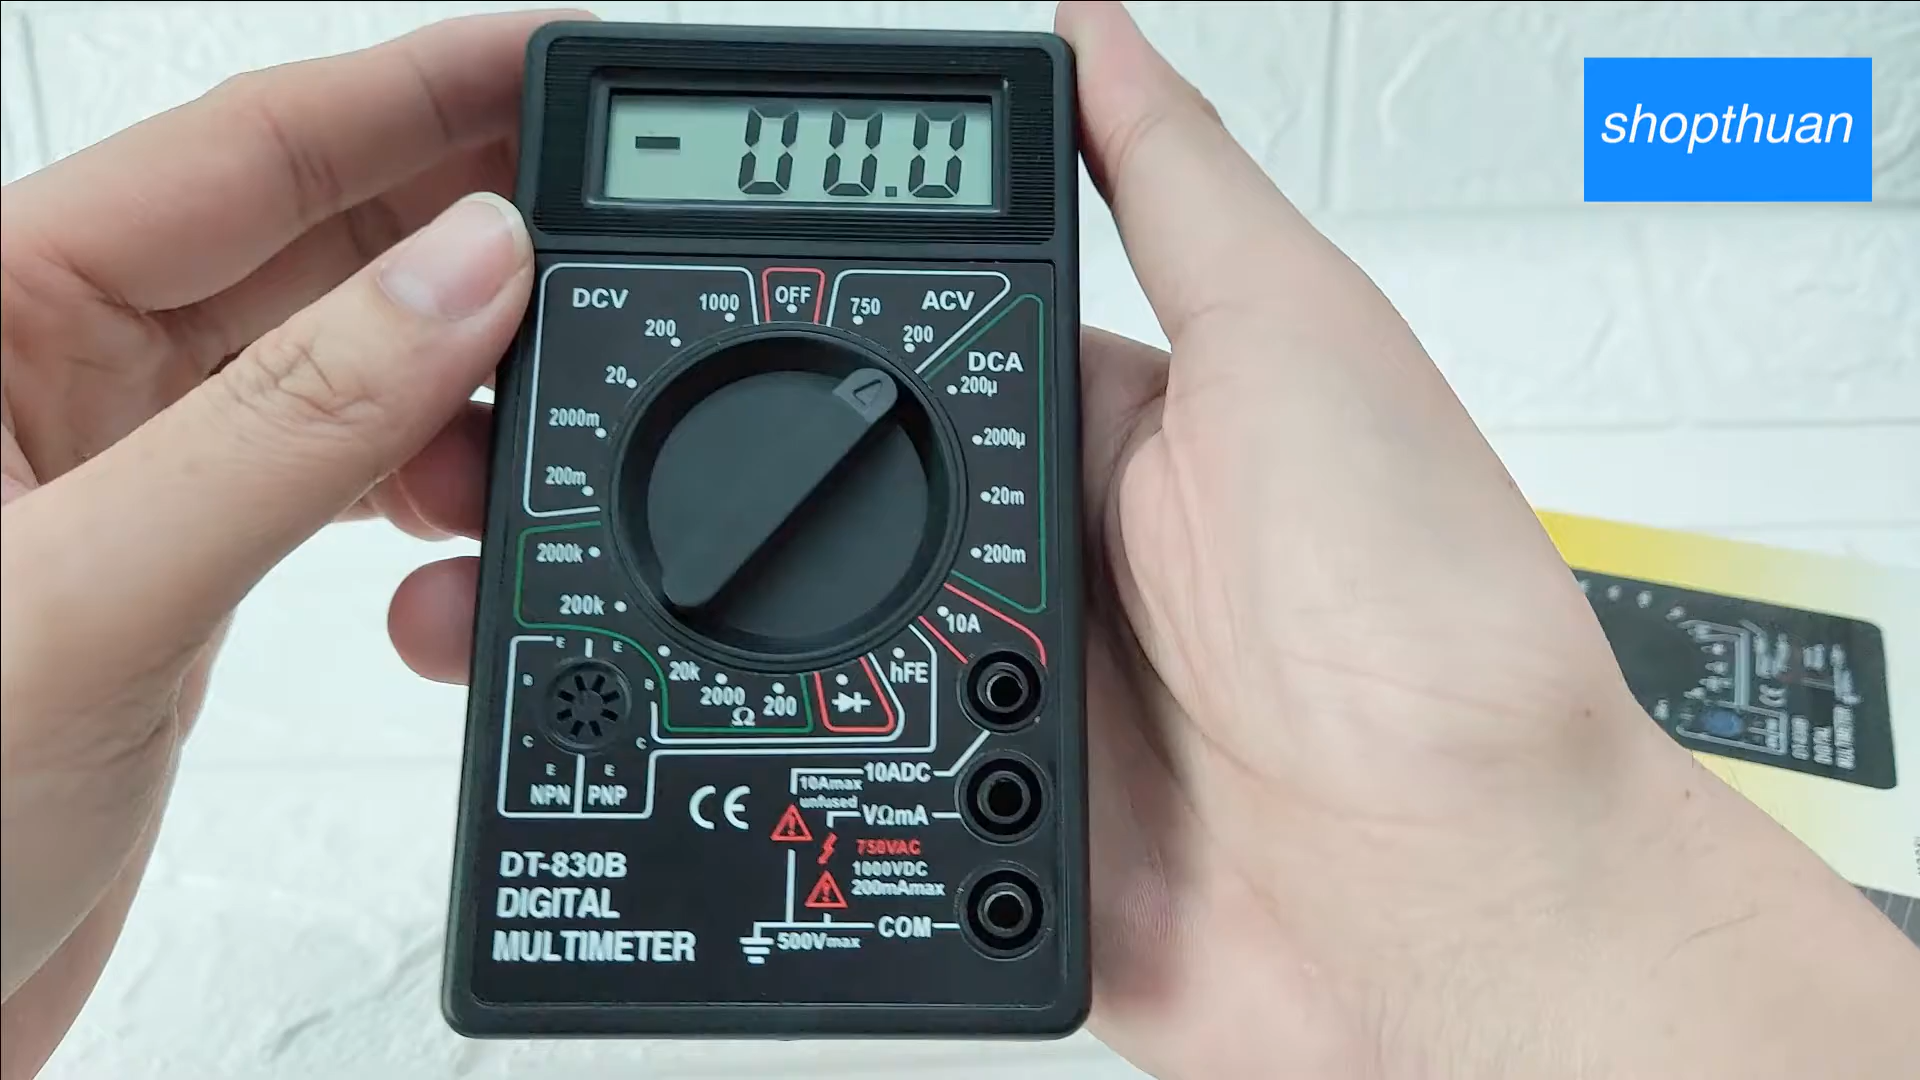 shopthuan
- 00.0
DCV
1000
OFF
750
ACV
200
200
DCA
20
200µ
2000m
2000µ
200m
20m
2000k
200m
200k
10A
E
E
B
B
C
C
E
E
NPN
PNP
20k
2000
Ω
200
hFE
10ADC
10Amax
unfused
VΩmA
CE
750VAC
1000VDC
200mAmax
COM
500Vmax
DT-830B
DIGITAL
MULTIMETER